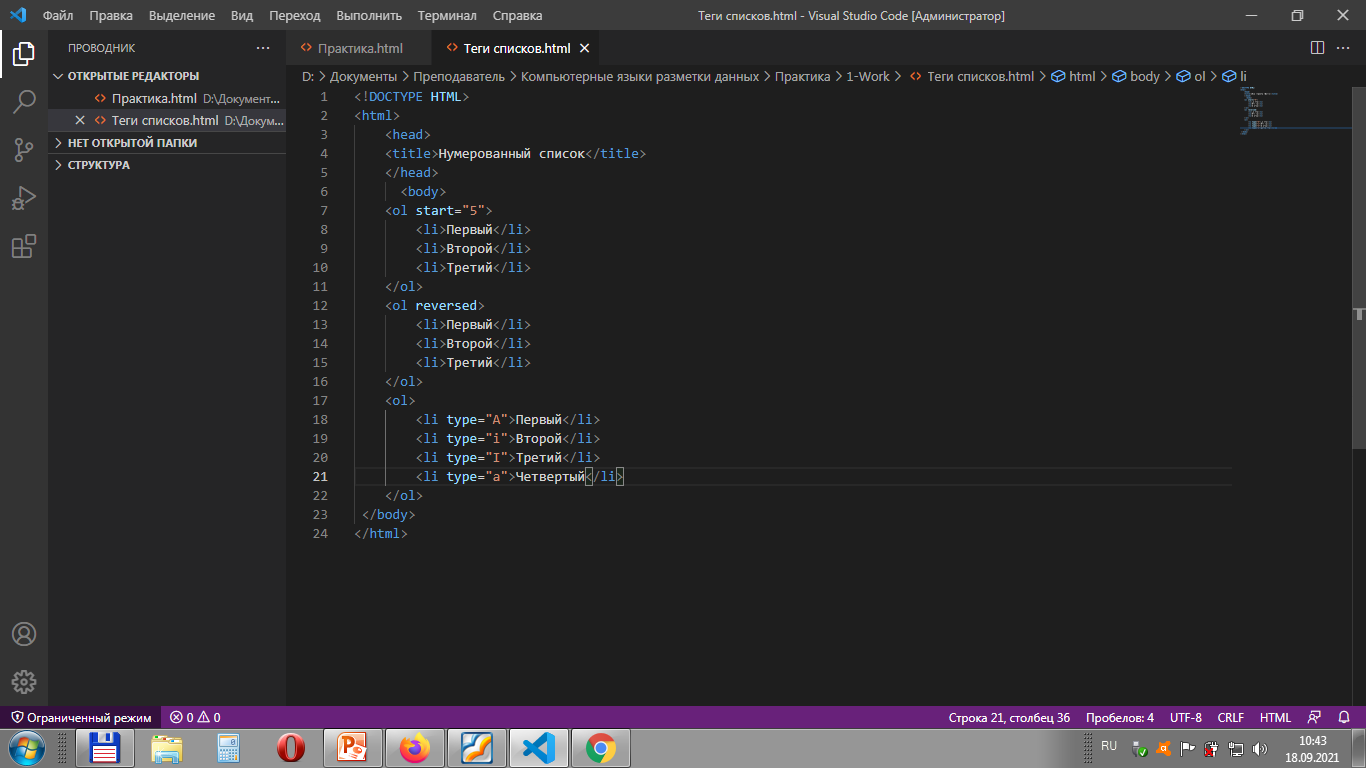 Файл Правка Выделение Вид Переход Выполнить Терминал Справка Теги списков.html - Visual Studio Code [Администратор]
ПРОВОДНИК ···
ОТКРЫТЫЕ РЕДАКТОРЫ
Практика.html D:\Документ...
Теги списков.html D:\Докум...
НЕТ ОТКРЫТОЙ ПАПКИ
СТРУКТУРА
Практика.html Теги списков.html
D: > Документы > Преподаватель > Компьютерные языки разметки данных > Практика > 1-Work > Теги списков.html > html > body > ol > li
1 <!DOCTYPE HTML>
2 <html>
3 <head>
4 <title>Нумерованный список</title>
5 </head>
6 <body>
7 <ol start="5">
8 <li>Первый</li>
9 <li>Второй</li>
10 <li>Третий</li>
11 </ol>
12 <ol reversed>
13 <li>Первый</li>
14 <li>Второй</li>
15 <li>Третий</li>
16 </ol>
17 <ol>
18 <li type="A">Первый</li>
19 <li type="i">Второй</li>
20 <li type="I">Третий</li>
21 <li type="a">Четвертый</li>
22 </ol>
23 </body>
24 </html>
Ограниченный режим 0 0 Строка 21, столбец 36 Пробелов: 4 UTF-8 CRLF HTML
RU 10:43
18.09.2021